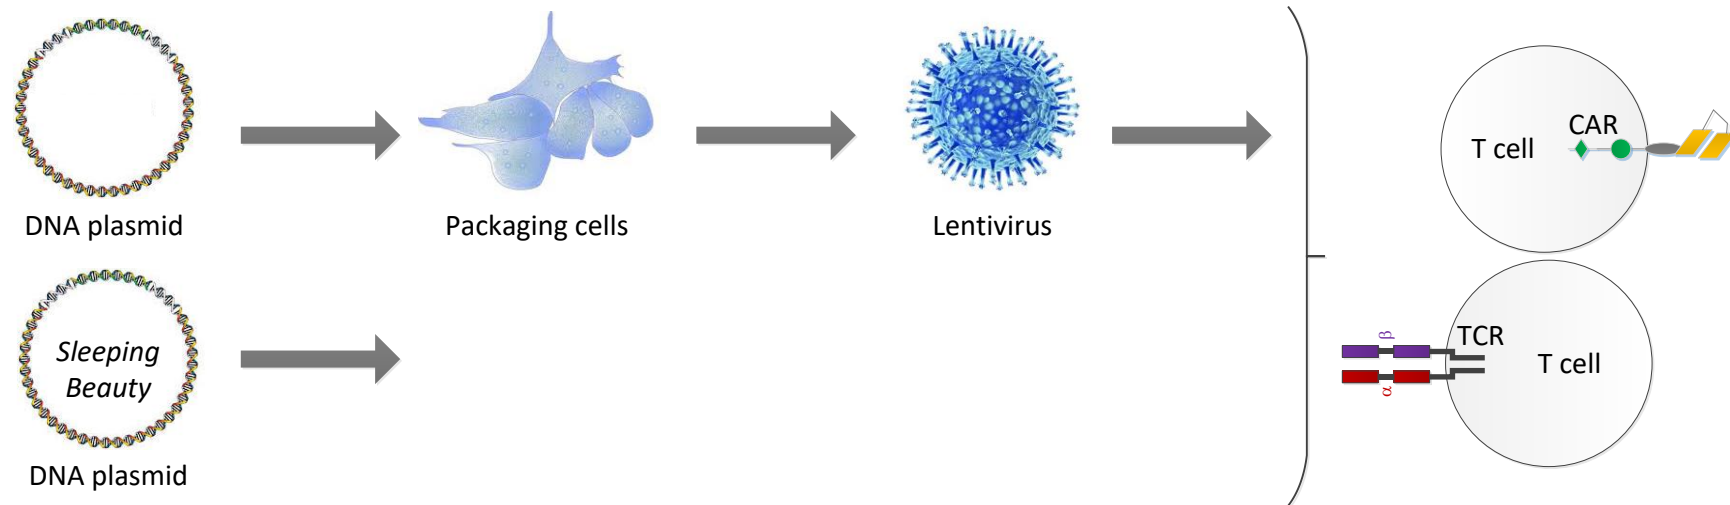 DNA plasmid
Packaging cells
Lentivirus
T cell
CAR
Sleeping
Beauty
DNA plasmid
β
α
TCR
T cell